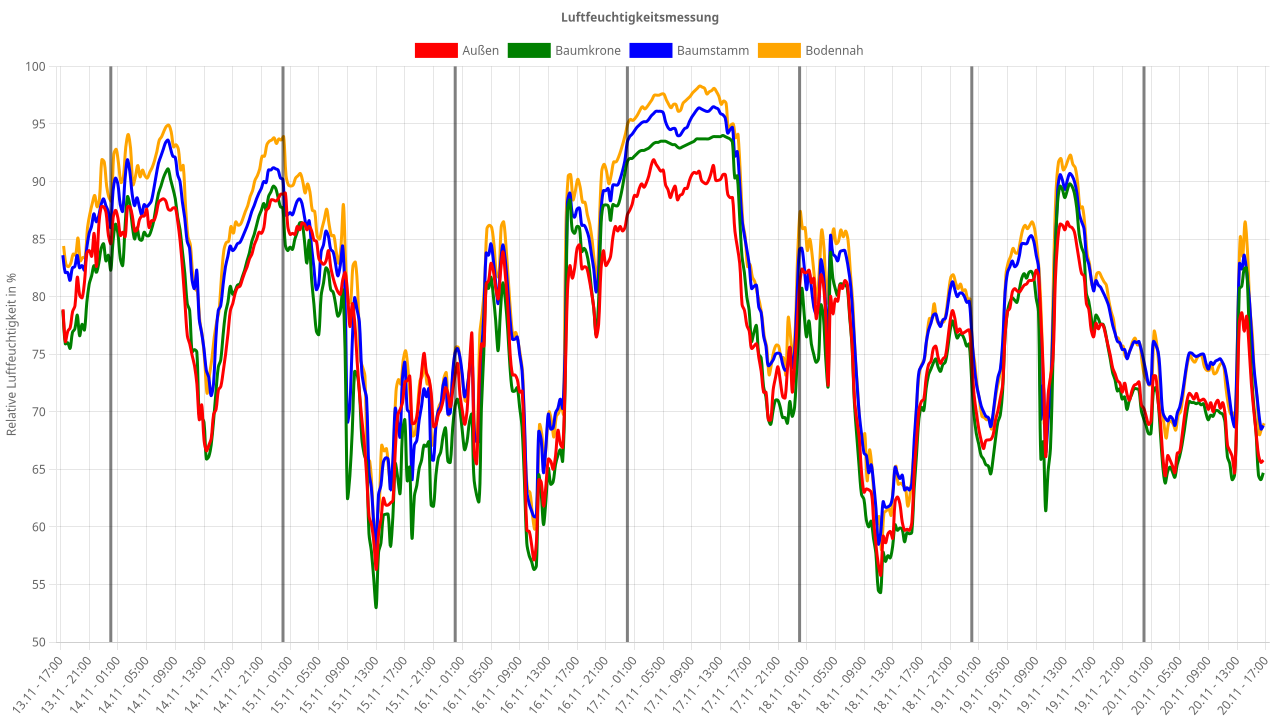 Luftfeuchtigkeitsmessung
Außen Baumkrone Baumstamm Bodennah
Relative Luftfeuchtigkeit in %
100
95
90
85
80
75
70
65
60
55
50
13.11 - 17:00
13.11 - 21:00
14.11 - 01:00
14.11 - 05:00
14.11 - 09:00
14.11 - 13:00
14.11 - 17:00
14.11 - 21:00
15.11 - 01:00
15.11 - 05:00
15.11 - 09:00
15.11 - 13:00
15.11 - 17:00
15.11 - 21:00
16.11 - 01:00
16.11 - 05:00
16.11 - 09:00
16.11 - 13:00
16.11 - 17:00
16.11 - 21:00
17.11 - 01:00
17.11 - 05:00
17.11 - 09:00
17.11 - 13:00
17.11 - 17:00
17.11 - 21:00
18.11 - 01:00
18.11 - 05:00
18.11 - 09:00
18.11 - 13:00
18.11 - 17:00
18.11 - 21:00
19.11 - 01:00
19.11 - 05:00
19.11 - 09:00
19.11 - 13:00
19.11 - 17:00
19.11 - 21:00
20.11 - 01:00
20.11 - 05:00
20.11 - 09:00
20.11 - 13:00
20.11 - 17:00